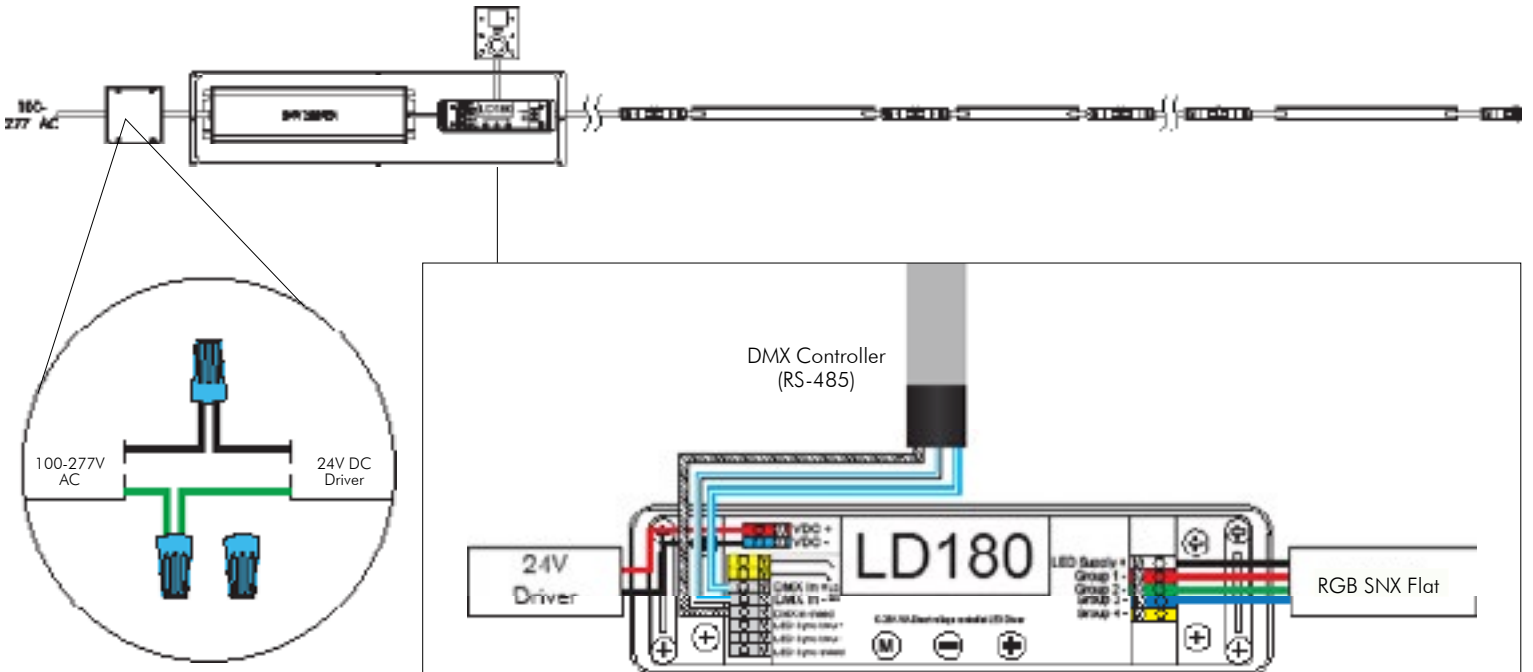 100-
277 AC
LD180
100-277V
AC
24V DC
Driver
DMX Controller
(RS-485)
24V
Driver
VDC +
VDC -
DMX In +
DMX In -
LD180
LED Supply +
Group 1 -
Group 2 -
Group 3 -
Group 4 -
M
RGB SNX Flat